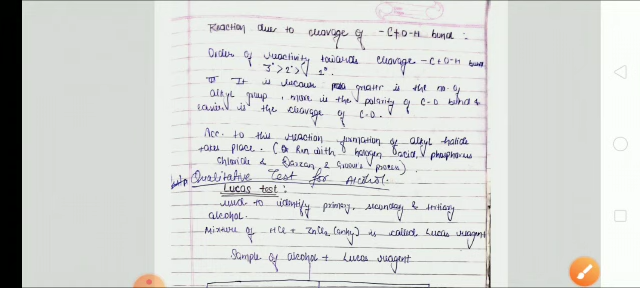 Reaction due to cleavage of -C+O-H bond :
Order of reactivity towards cleavage -C+O-H bond
3° > 2° > 1°
It is because greater is the no. of
alkyl group, more is the polarity of C-O bond &
easier is the cleavage of C-O.
Acc. to this reaction formation of alkyl halide
takes place. ( Rxn with halogen acid, phosphorus
chloride & Darzan, & Groove's process)
Qualitative Test for Alcohol.
Lucas test :
used to identify primary, secondary & tertiary
alcohol.
Mixture of HCl + ZnCl2 (anhy) is called Lucas reagent
Sample of alcohol + Lucas reagent